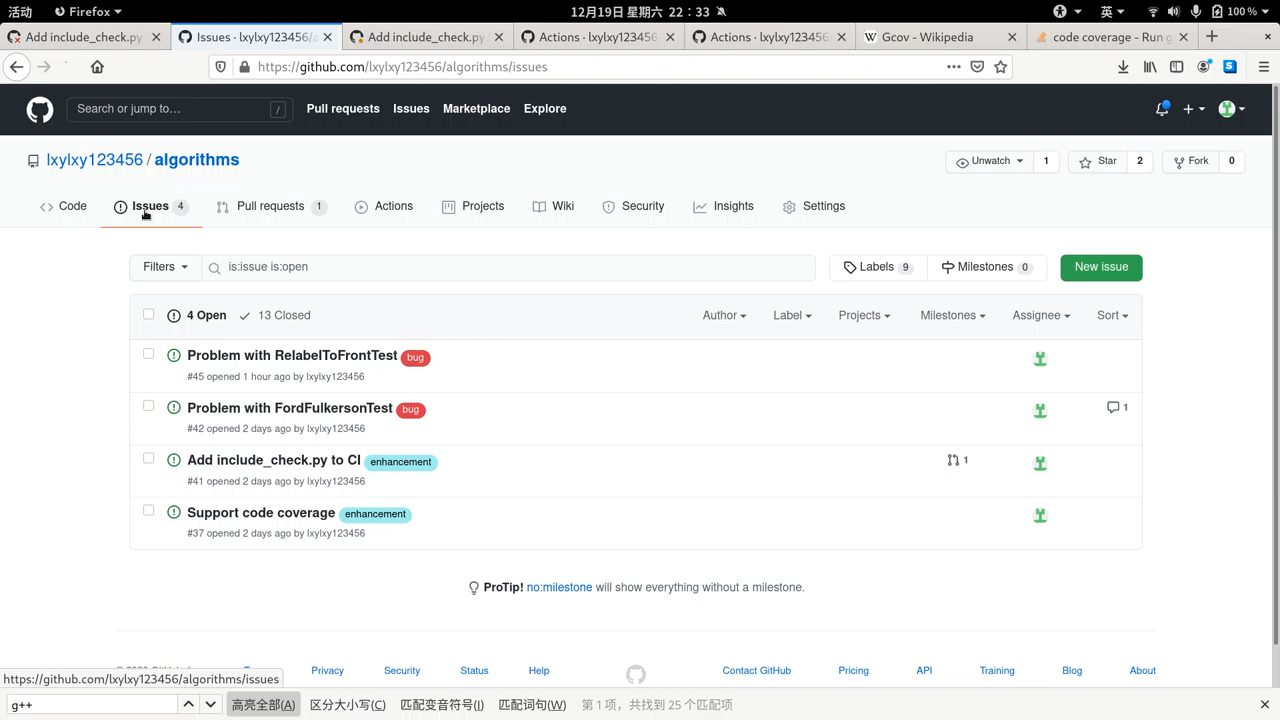 活动 Firefox 12月19日 星期六 22：33 英 100 %
Add include_check.py Issues · lxylxy123456/a Add include_check.py Actions · lxylxy123456/ Actions · lxylxy123456/ Gcov - Wikipedia code coverage - Run g
https://github.com/lxylxy123456/algorithms/issues
Search or jump to… / Pull requests Issues Marketplace Explore
lxylxy123456 / algorithms Unwatch 1 Star 2 Fork 0
Code Issues 4 Pull requests 1 Actions Projects Wiki Security Insights Settings
Filters is:issue is:open Labels 9 Milestones 0 New issue
4 Open 13 Closed Author Label Projects Milestones Assignee Sort
Problem with RelabelToFrontTest bug
#45 opened 1 hour ago by lxylxy123456
Problem with FordFulkersonTest bug 1
#42 opened 2 days ago by lxylxy123456
Add include_check.py to CI enhancement 1
#41 opened 2 days ago by lxylxy123456
Support code coverage enhancement
#37 opened 2 days ago by lxylxy123456
ProTip! no:milestone will show everything without a milestone.
Privacy Security Status Help Contact GitHub Pricing API Training Blog About
https://github.com/lxylxy123456/algorithms/issues
g++ 高亮全部(A) 区分大小写(C) 匹配变音符号(I) 匹配词句(W) 第 1 项，共找到 25 个匹配项